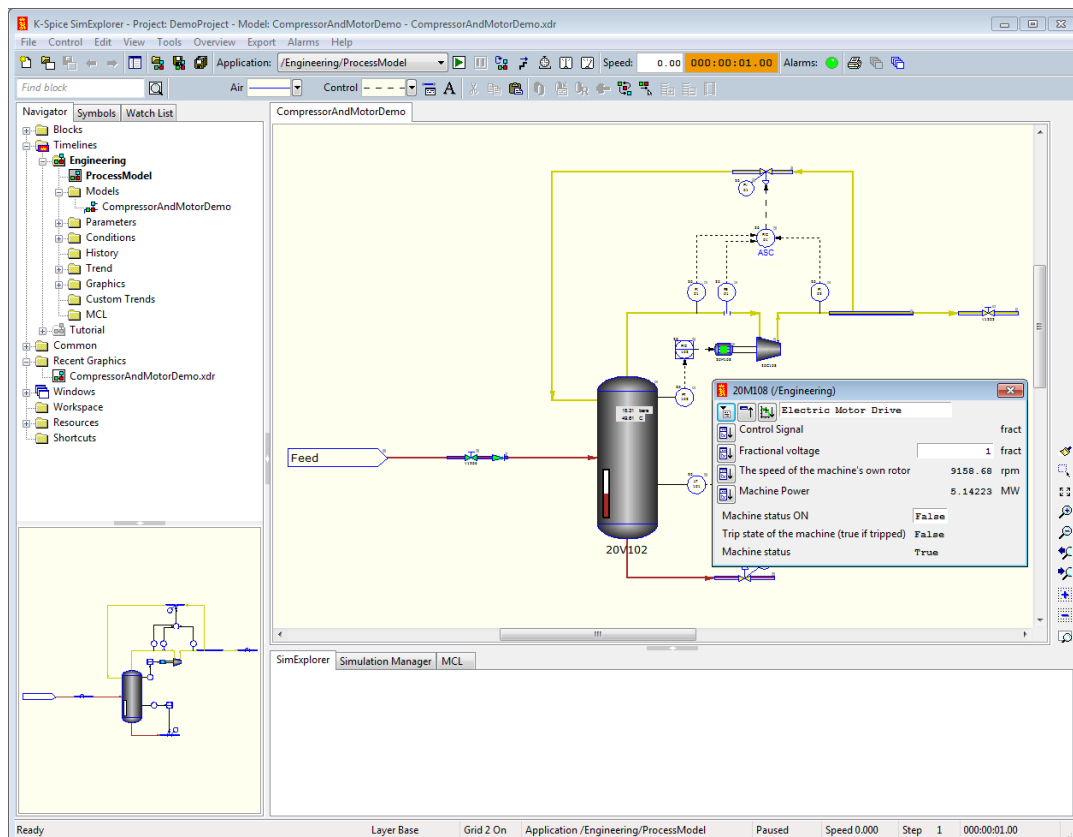 K-Spice SimExplorer - Project: DemoProject - Model: CompressorAndMotorDemo - CompressorAndMotorDemo.xdr
File Control Edit View Tools Overview Export Alarms Help
Application: /Engineering/ProcessModel Speed: 0.00 000:00:01.00 Alarms:
Find block Air Control A
Navigator Symbols Watch List
CompressorAndMotorDemo
Blocks
Timelines
Engineering
ProcessModel
Models
CompressorAndMotorDemo
Parameters
Conditions
History
Trend
Graphics
Custom Trends
MCL
Tutorial
Common
Recent Graphics
CompressorAndMotorDemo.xdr
Windows
Workspace
Resources
Shortcuts
ASC
Feed
20V102
20M108 (/Engineering)
Electric Motor Drive
Control Signal fract
Fractional voltage 1 fract
The speed of the machine's own rotor 9158.68 rpm
Machine Power 5.14223 MW
Machine status ON False
Trip state of the machine (true if tripped) False
Machine status True
SimExplorer Simulation Manager MCL
Ready Layer Base Grid 2 On Application /Engineering/ProcessModel Paused Speed 0.000 Step 1 000:00:01.00